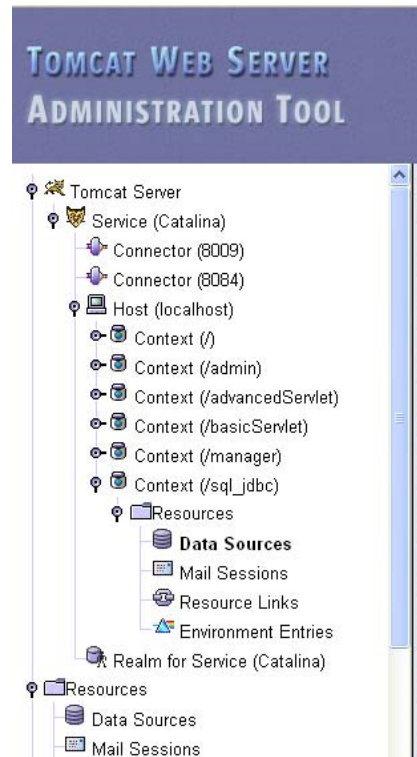 TOMCAT WEB SERVER
ADMINISTRATION TOOL
Tomcat Server
Service (Catalina)
Connector (8009)
Connector (8084)
Host (localhost)
Context (/)
Context (/admin)
Context (/advancedServlet)
Context (/basicServlet)
Context (/manager)
Context (/sql_jdbc)
Resources
Data Sources
Mail Sessions
Resource Links
Environment Entries
Realm for Service (Catalina)
Resources
Data Sources
Mail Sessions